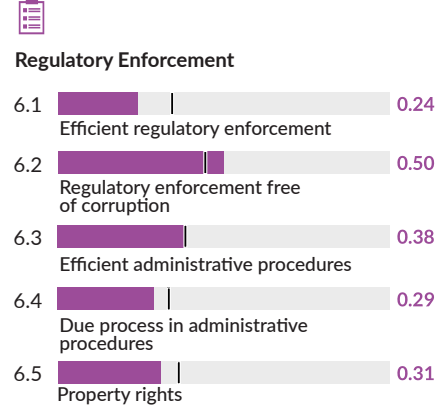 Regulatory Enforcement
6.1 0.24
Efficient regulatory enforcement
6.2 0.50
Regulatory enforcement free
of corruption
6.3 0.38
Efficient administrative procedures
6.4 0.29
Due process in administrative
procedures
6.5 0.31
Property rights